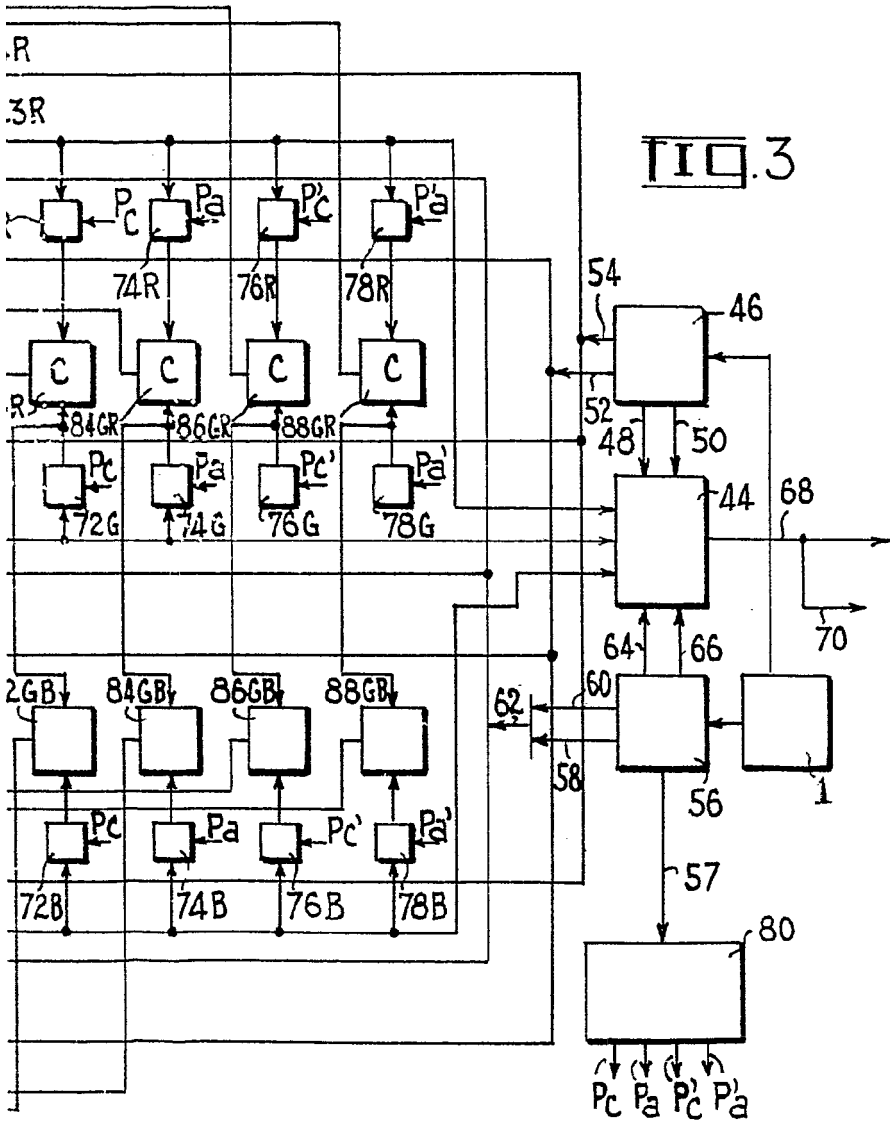 R
3R
FIG.3
Pc Pa P'c P'a
74R 76R 78R
54
46
C C C C
52
R 84GR 86GR 88GR
48 50
Pc Pa Pc' Pa'
44
68
72G 74G 76G 78G
70
64 66
2GB 84GB 86GB 88GB
60
62
58
56
1
Pc Pa Pc' Pa'
72B 74B 76B 78B
57
80
Pc Pa P'c P'a